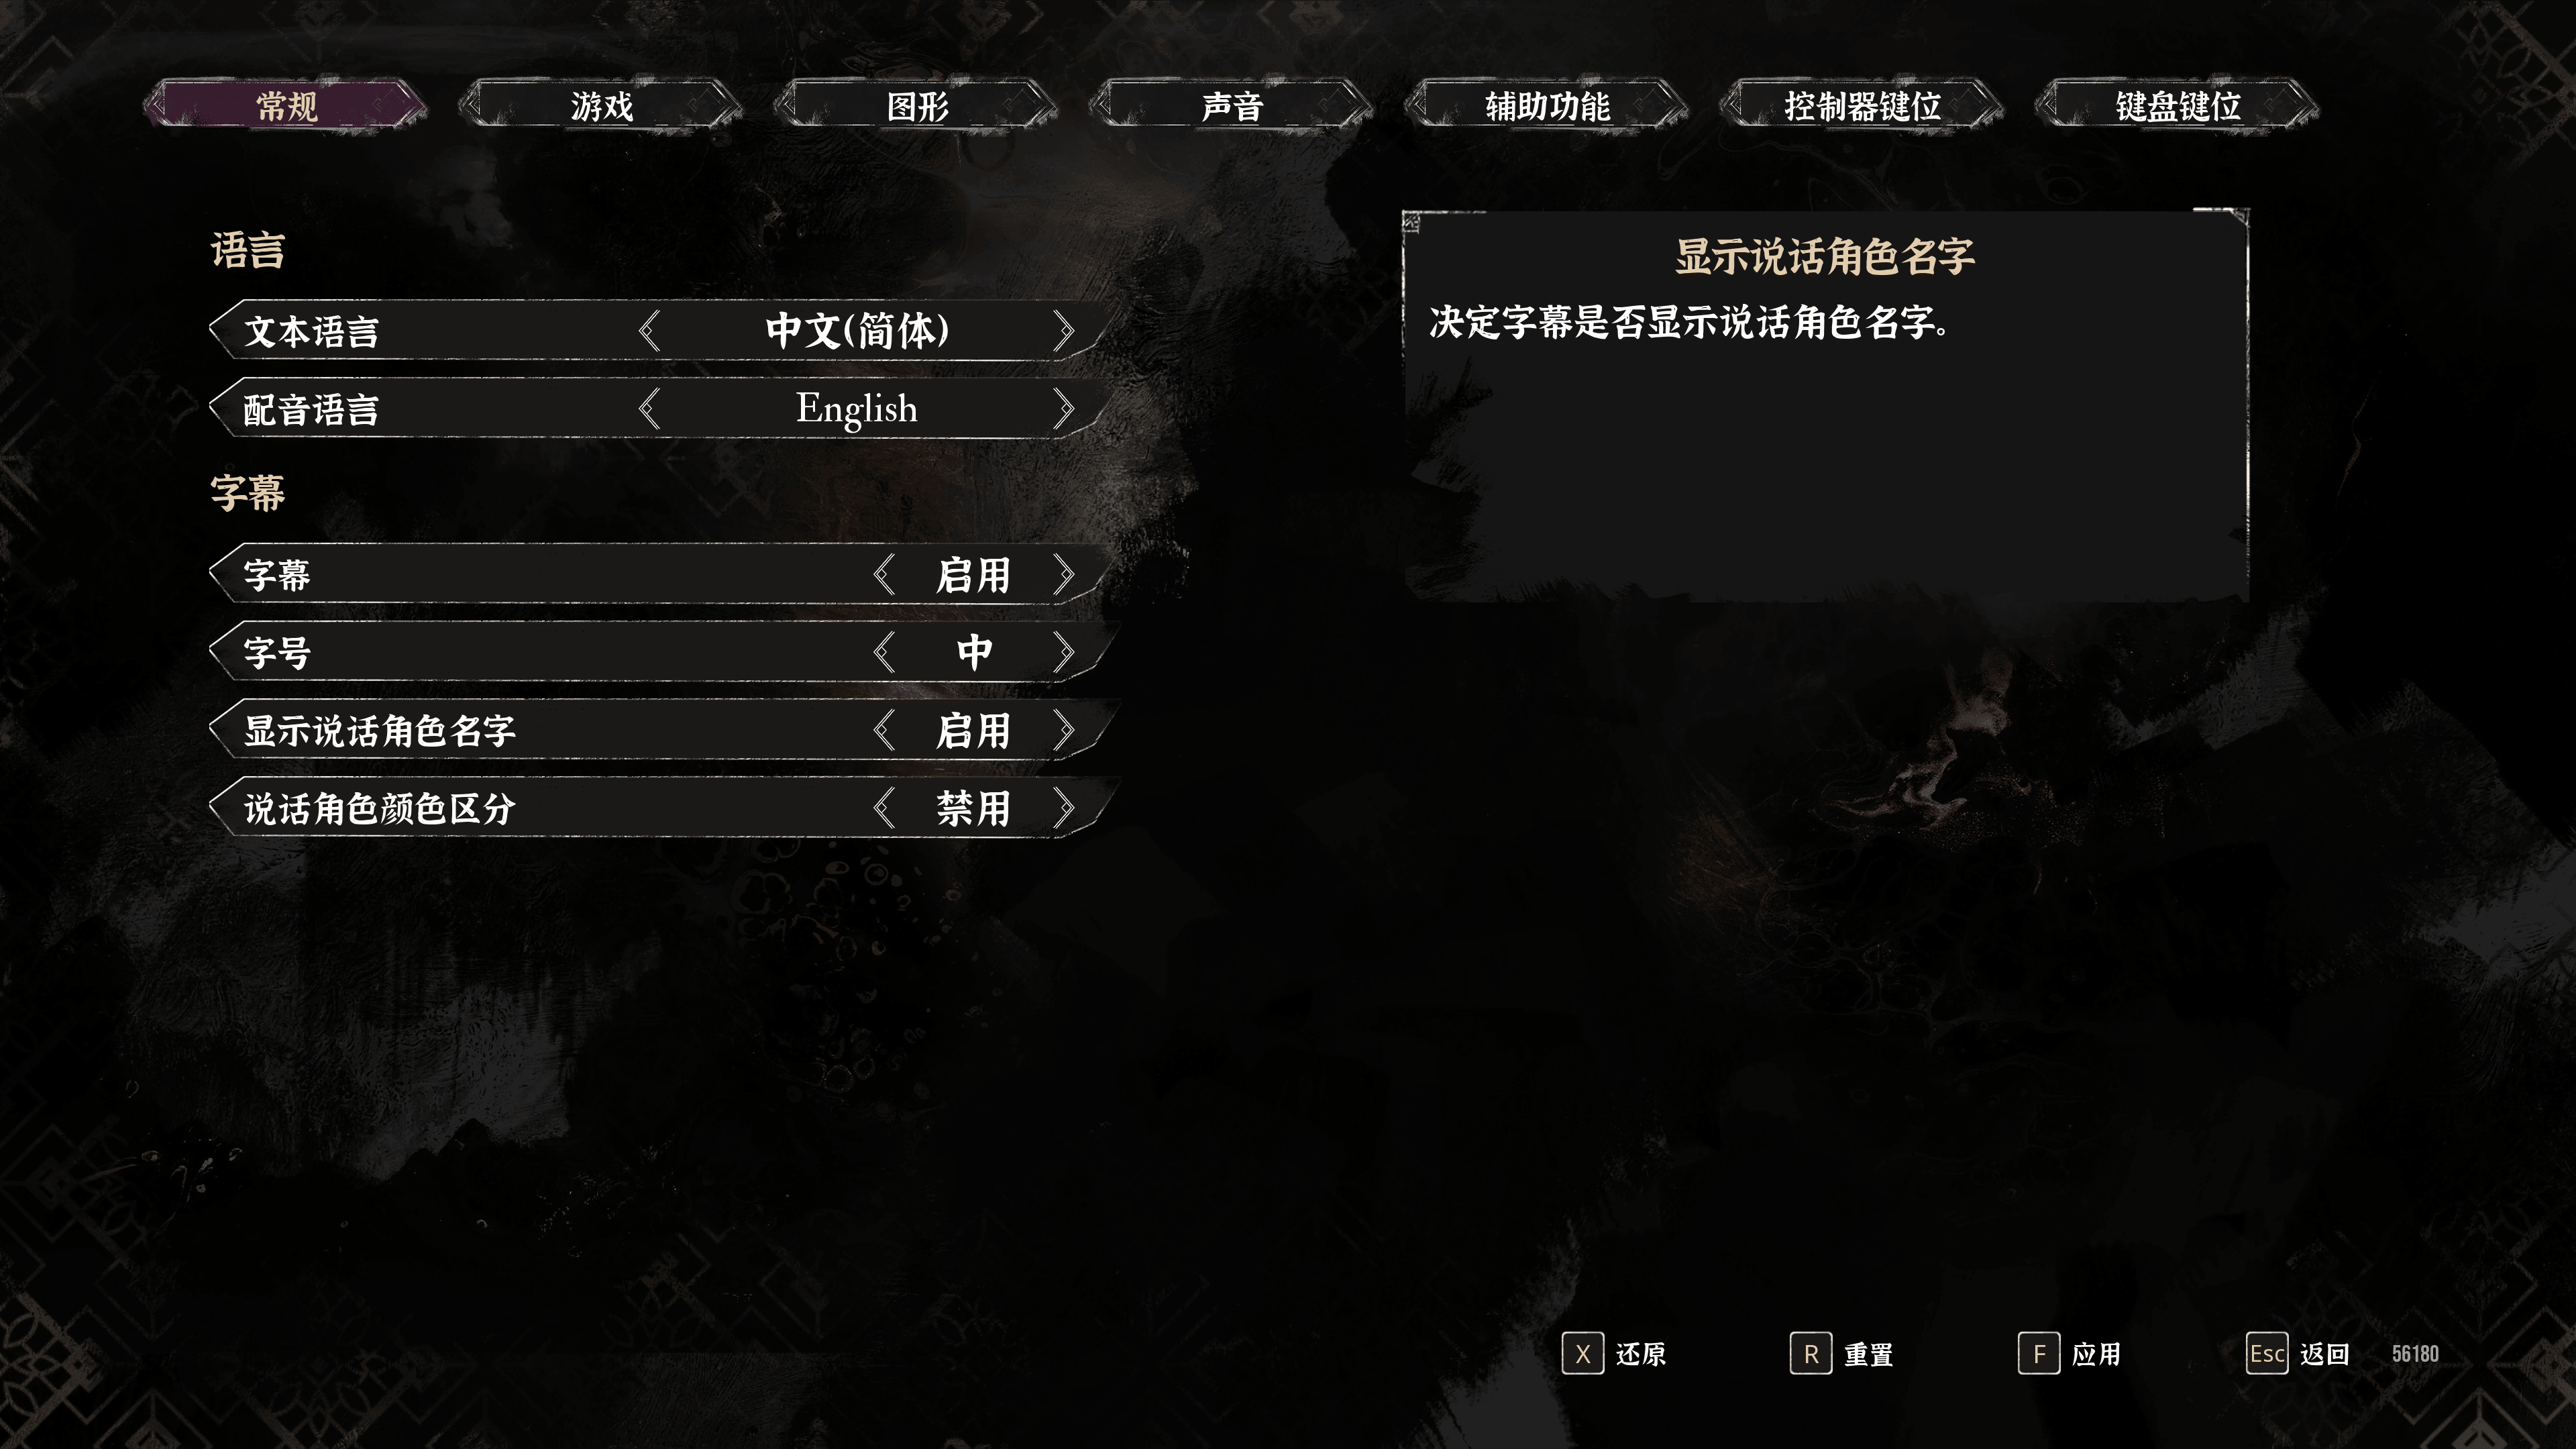 常规 游戏 图形 声音 辅助功能 控制器键位 键盘键位
语言
文本语言 中文(简体)
配音语言 English
字幕
字幕 启用
字号 中
显示说话角色名字 启用
说话角色颜色区分 禁用
显示说话角色名字
决定字幕是否显示说话角色名字。
X 还原 R 重置 F 应用 Esc 返回 56180